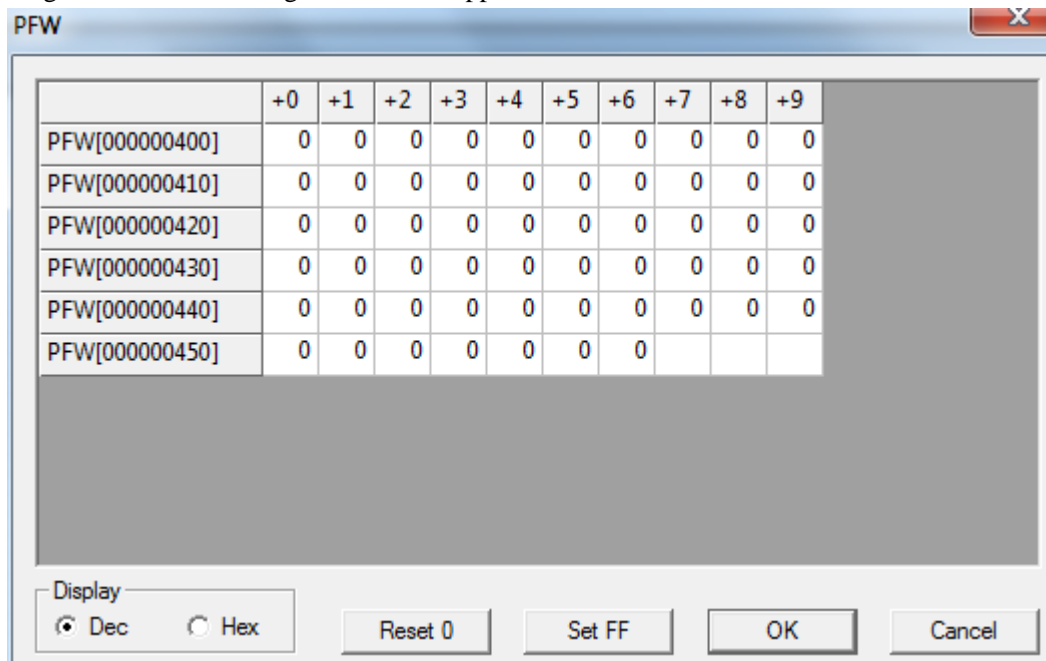 PFW
+0 +1 +2 +3 +4 +5 +6 +7 +8 +9
PFW[000000400] 0 0 0 0 0 0 0 0 0 0
PFW[000000410] 0 0 0 0 0 0 0 0 0 0
PFW[000000420] 0 0 0 0 0 0 0 0 0 0
PFW[000000430] 0 0 0 0 0 0 0 0 0 0
PFW[000000440] 0 0 0 0 0 0 0 0 0 0
PFW[000000450] 0 0 0 0 0 0 0
Display
Dec Hex Reset 0 Set FF OK Cancel